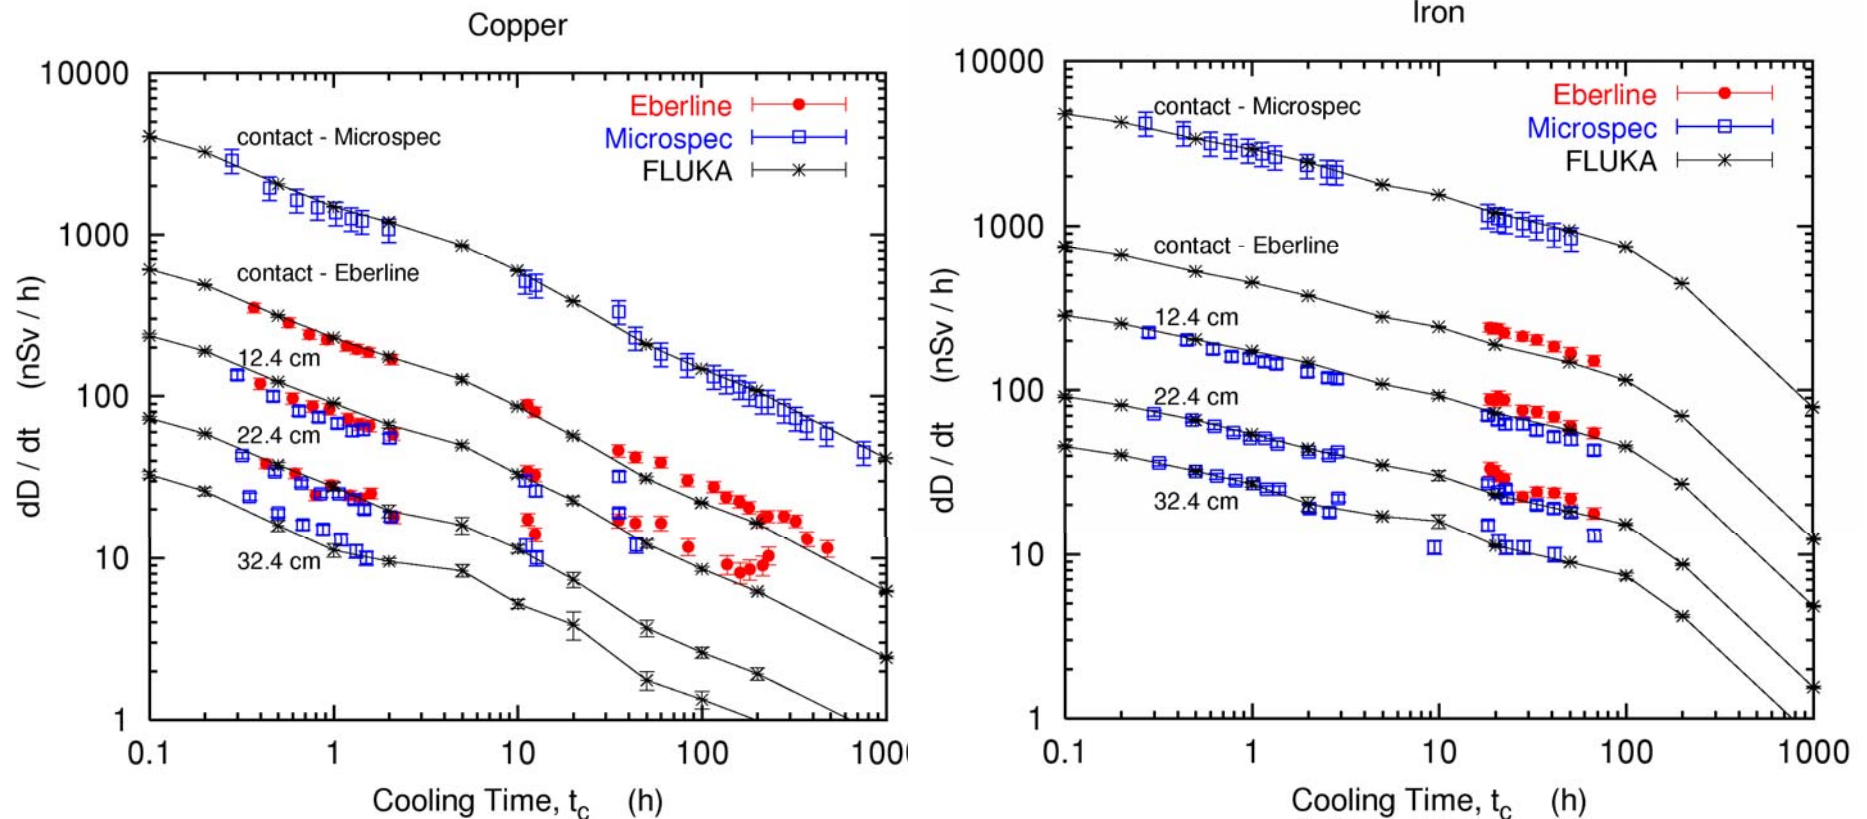 Copper
10000
1000
100
10
1
dD / dt (nSv / h)
Eberline
Microspec
FLUKA
contact - Microspec
contact - Eberline
12.4 cm
22.4 cm
32.4 cm
0.1 1 10 100 100
Cooling Time, tc (h)
Iron
10000
1000
100
10
1
dD / dt (nSv / h)
Eberline
Microspec
FLUKA
contact - Microspec
contact - Eberline
12.4 cm
22.4 cm
32.4 cm
0.1 1 10 100 1000
Cooling Time, tc (h)